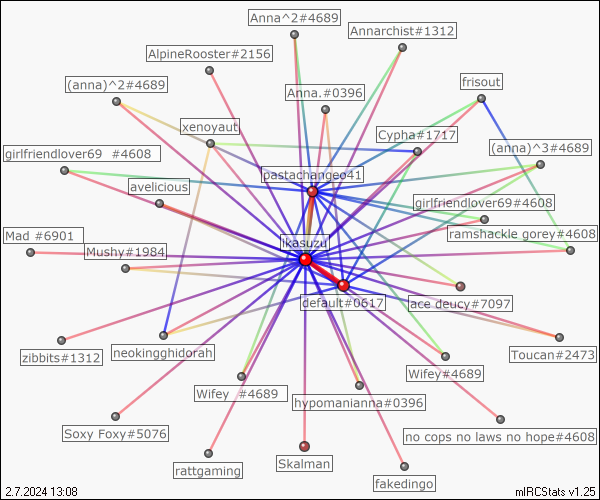 Anna^2#4689
Annarchist#1312
AlpineRooster#2156
(anna)^2#4689
Anna.#0396
frisout
xenoyaut
Cypha#1717
girlfriendlover69 #4608
(anna)^3#4689
pastachangeo41
avelicious
girlfriendlover69#4608
Mad #6901
ikasuzu
ramshackle gorey#4608
Mushy#1984
default#0617
ace deucy#7097
zibbits#1312
neokingghidorah
Toucan#2473
Wifey#4689
Wifey #4689
hypomanianna#0396
Soxy Foxy#5076
no cops no laws no hope#4608
rattgaming
Skalman
fakedingo
2.7.2024 13:08
mIRCStats v1.25